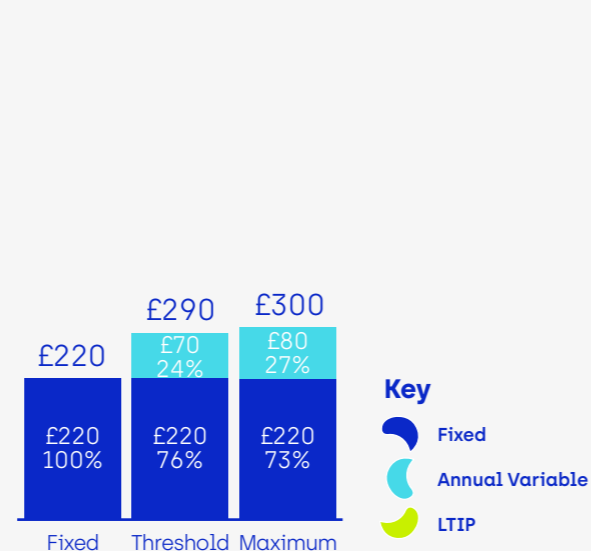 £220
£290
£300
£70
24%
£80
27%
£220
100%
£220
76%
£220
73%
Fixed
Threshold
Maximum
Key
Fixed
Annual Variable
LTIP